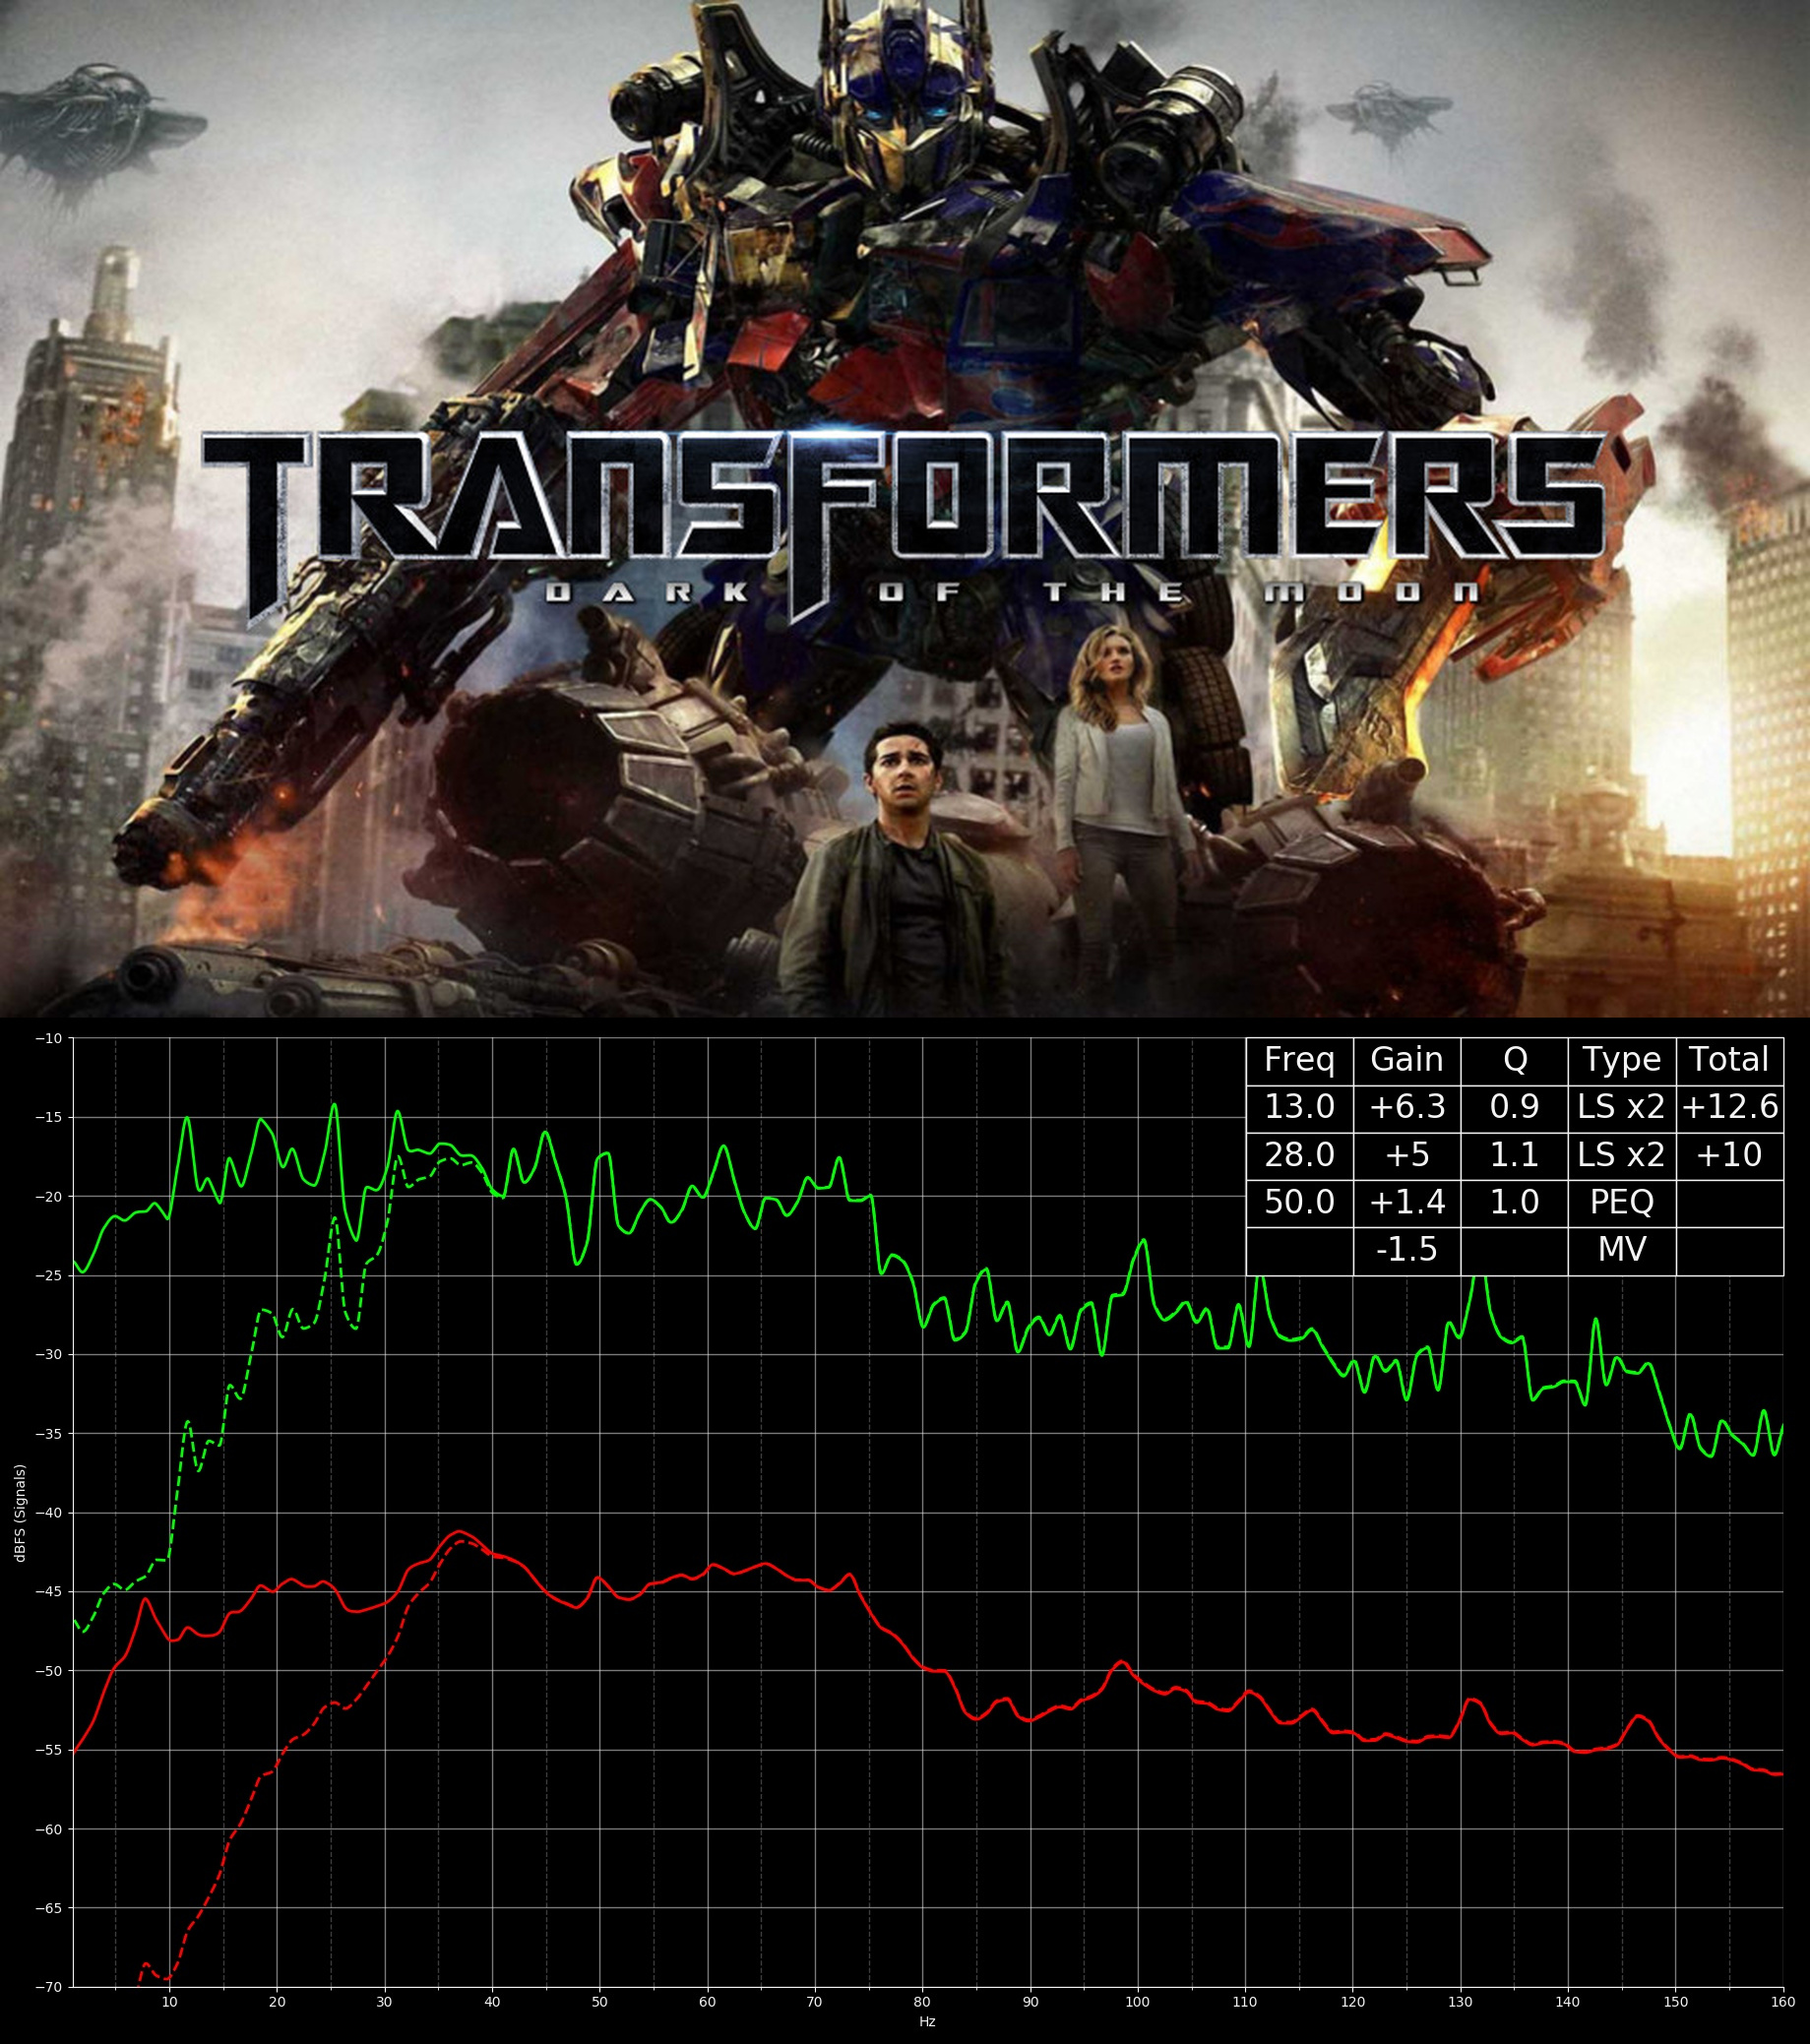 TRANSFORMERS
DARK OF THE MOON
Freq Gain Q Type Total
13.0 +6.3 0.9 LS x2 +12.6
28.0 +5 1.1 LS x2 +10
50.0 +1.4 1.0 PEQ
-1.5 MV
−10
−15
−20
−25
−30
−35
−40
−45
−50
−55
−60
−65
−70
dBFS (Signals)
10 20 30 40 50 60 70 80 90 100 110 120 130 140 150 160
Hz